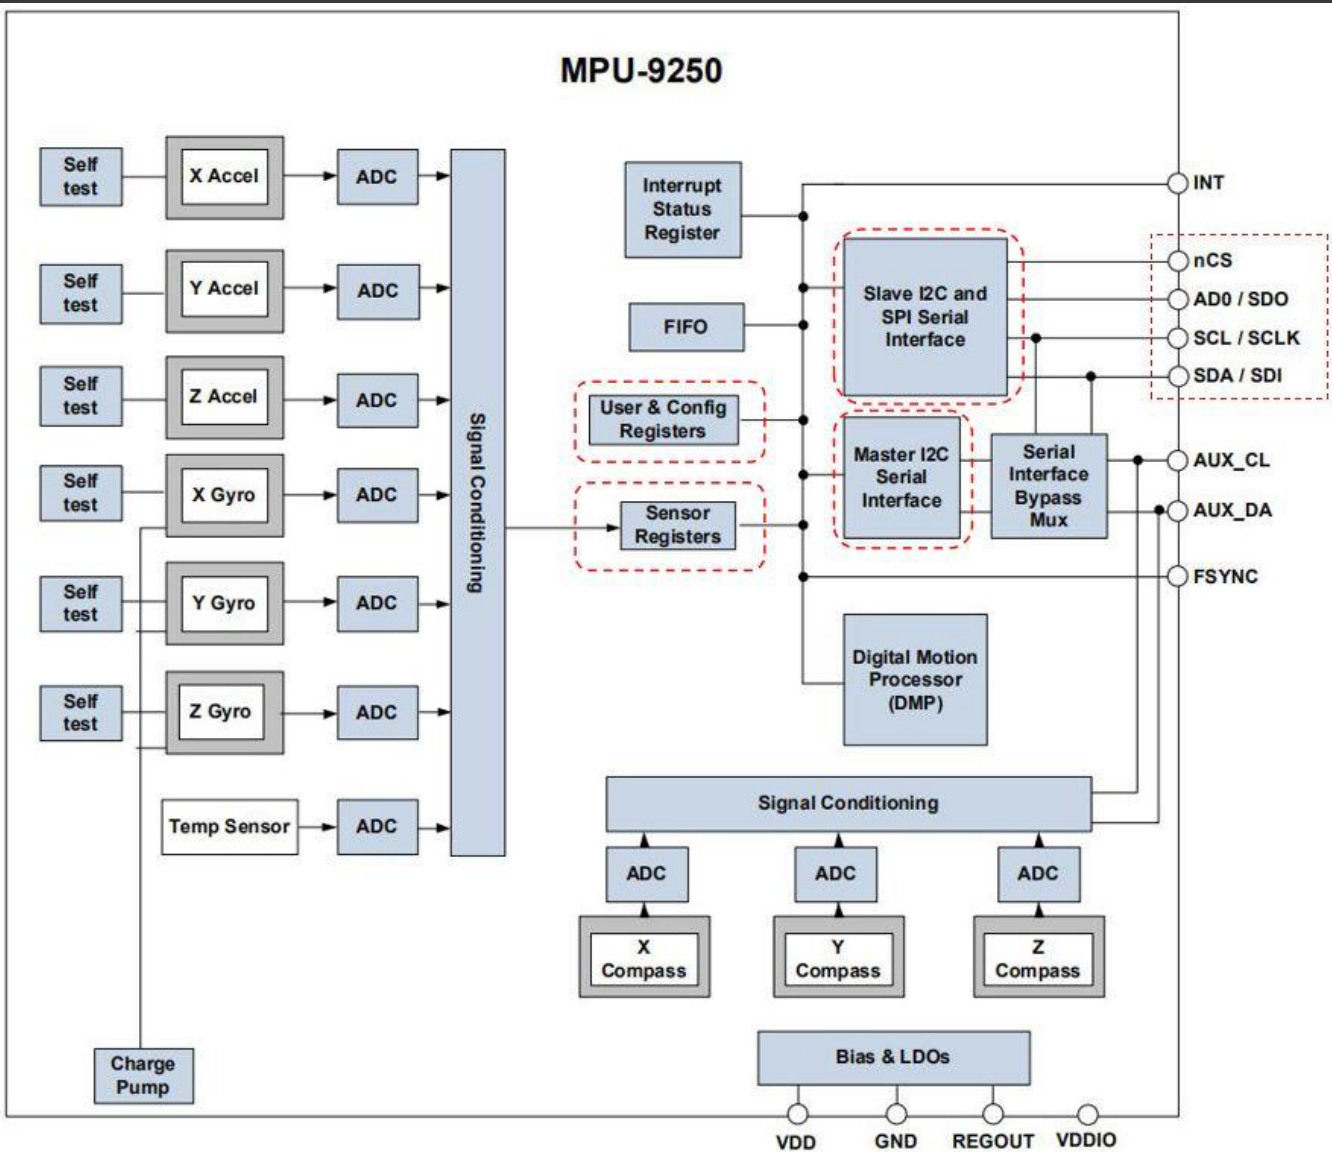 MPU-9250
Self
test
X Accel
ADC
Self
test
Y Accel
ADC
Self
test
Z Accel
ADC
Self
test
X Gyro
ADC
Self
test
Y Gyro
ADC
Self
test
Z Gyro
ADC
Temp Sensor
ADC
Signal Conditioning
Charge
Pump
Interrupt
Status
Register
FIFO
User & Config
Registers
Sensor
Registers
Slave I2C and
SPI Serial
Interface
Master I2C
Serial
Interface
Serial
Interface
Bypass
Mux
Digital Motion
Processor
(DMP)
INT
nCS
AD0 / SDO
SCL / SCLK
SDA / SDI
AUX_CL
AUX_DA
FSYNC
Signal Conditioning
ADC
ADC
ADC
X
Compass
Y
Compass
Z
Compass
Bias & LDOs
VDD
GND
REGOUT
VDDIO